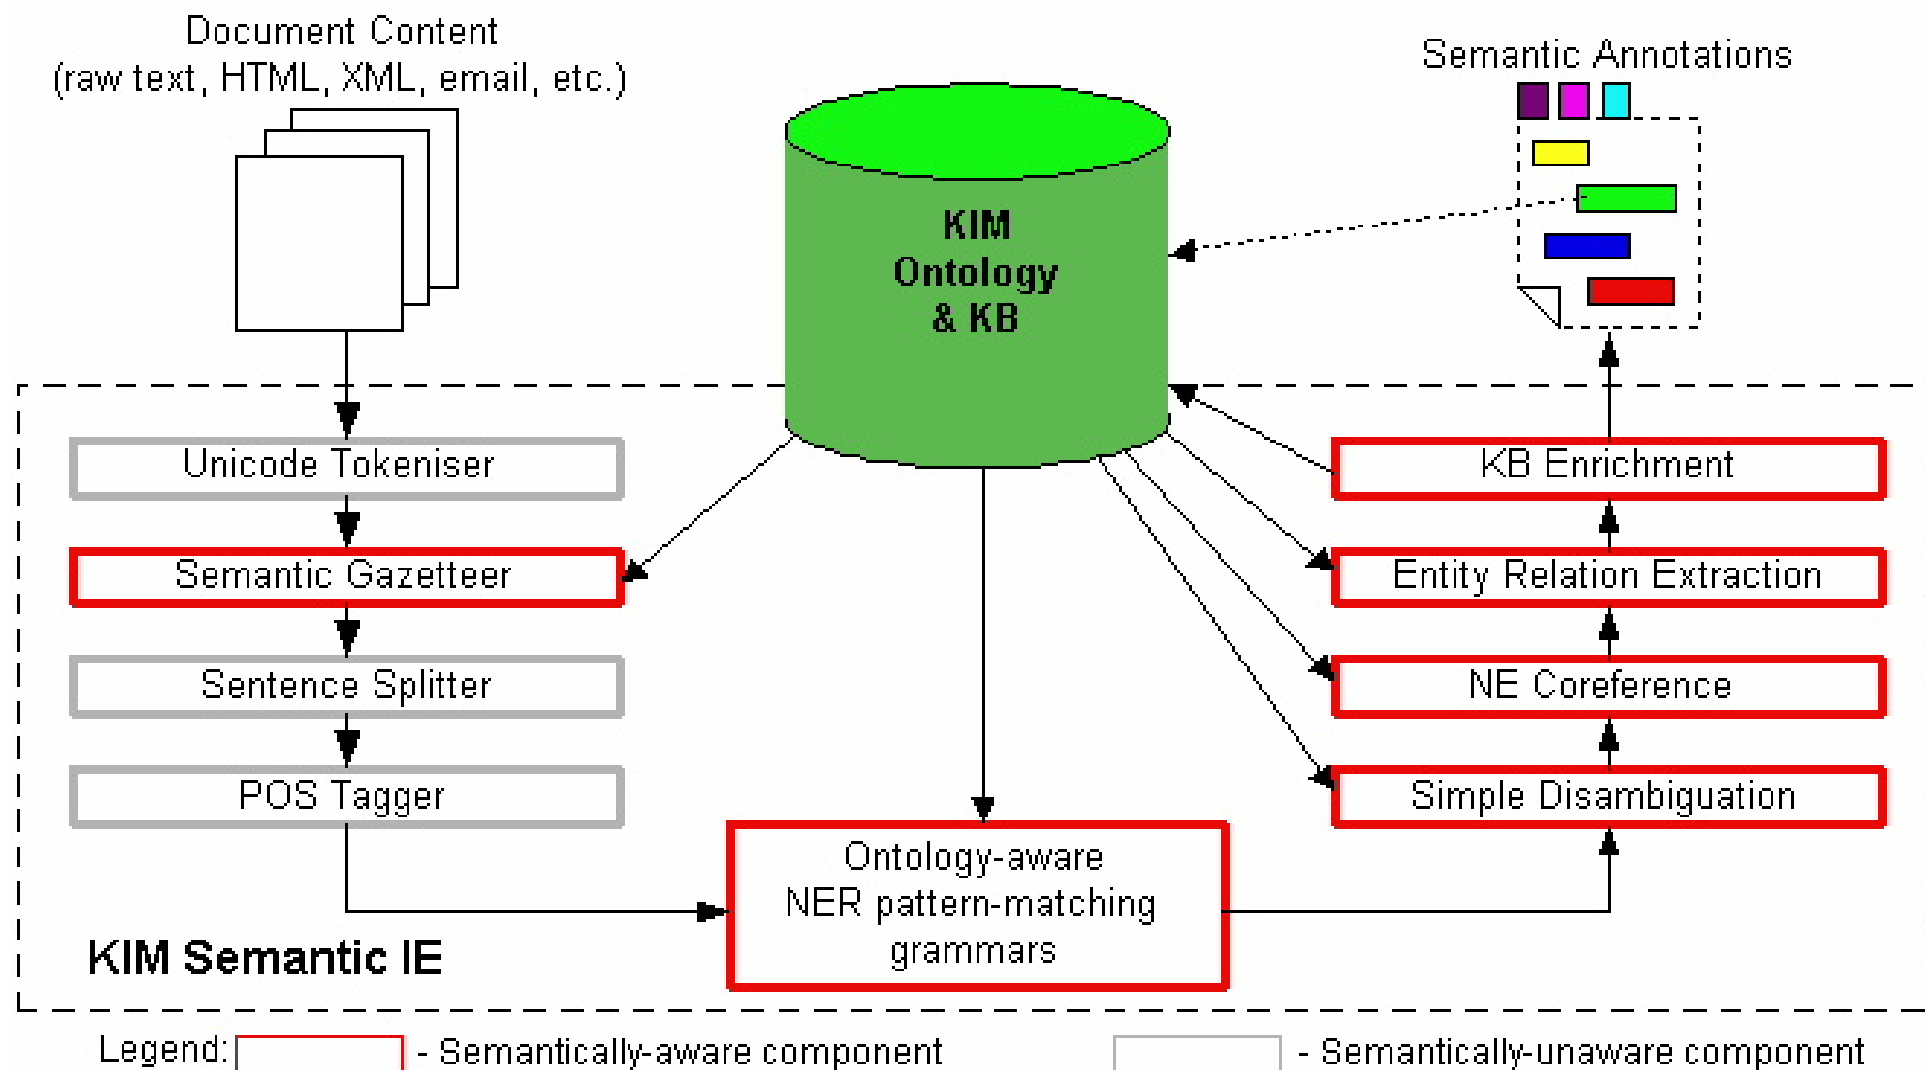 Document Content
(raw text, HTML, XML, email, etc.)
Semantic Annotations
KIM
Ontology
& KB
Unicode Tokeniser
Semantic Gazetteer
Sentence Splitter
POS Tagger
Ontology-aware
NER pattern-matching
grammars
KB Enrichment
Entity Relation Extraction
NE Coreference
Simple Disambiguation
KIM Semantic IE
Legend: - Semantically-aware component - Semantically-unaware component